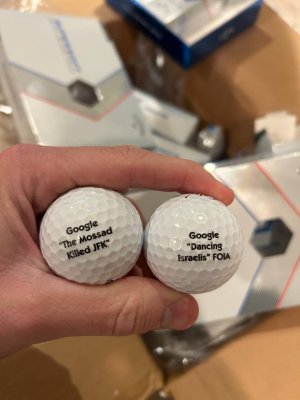 Google
"The Mossad
Killed JFK"
Google
"Dancing
Israelis" FOIA